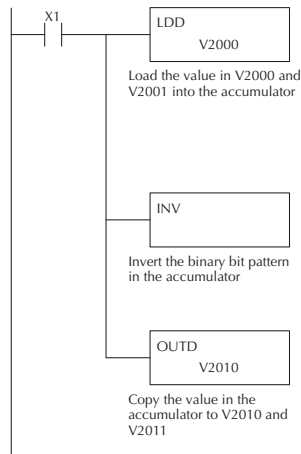 X1
LDD
V2000
Load the value in V2000 and
V2001 into the accumulator
INV
Invert the binary bit pattern
in the accumulator
OUTD
V2010
Copy the value in the
accumulator to V2010 and
V2011